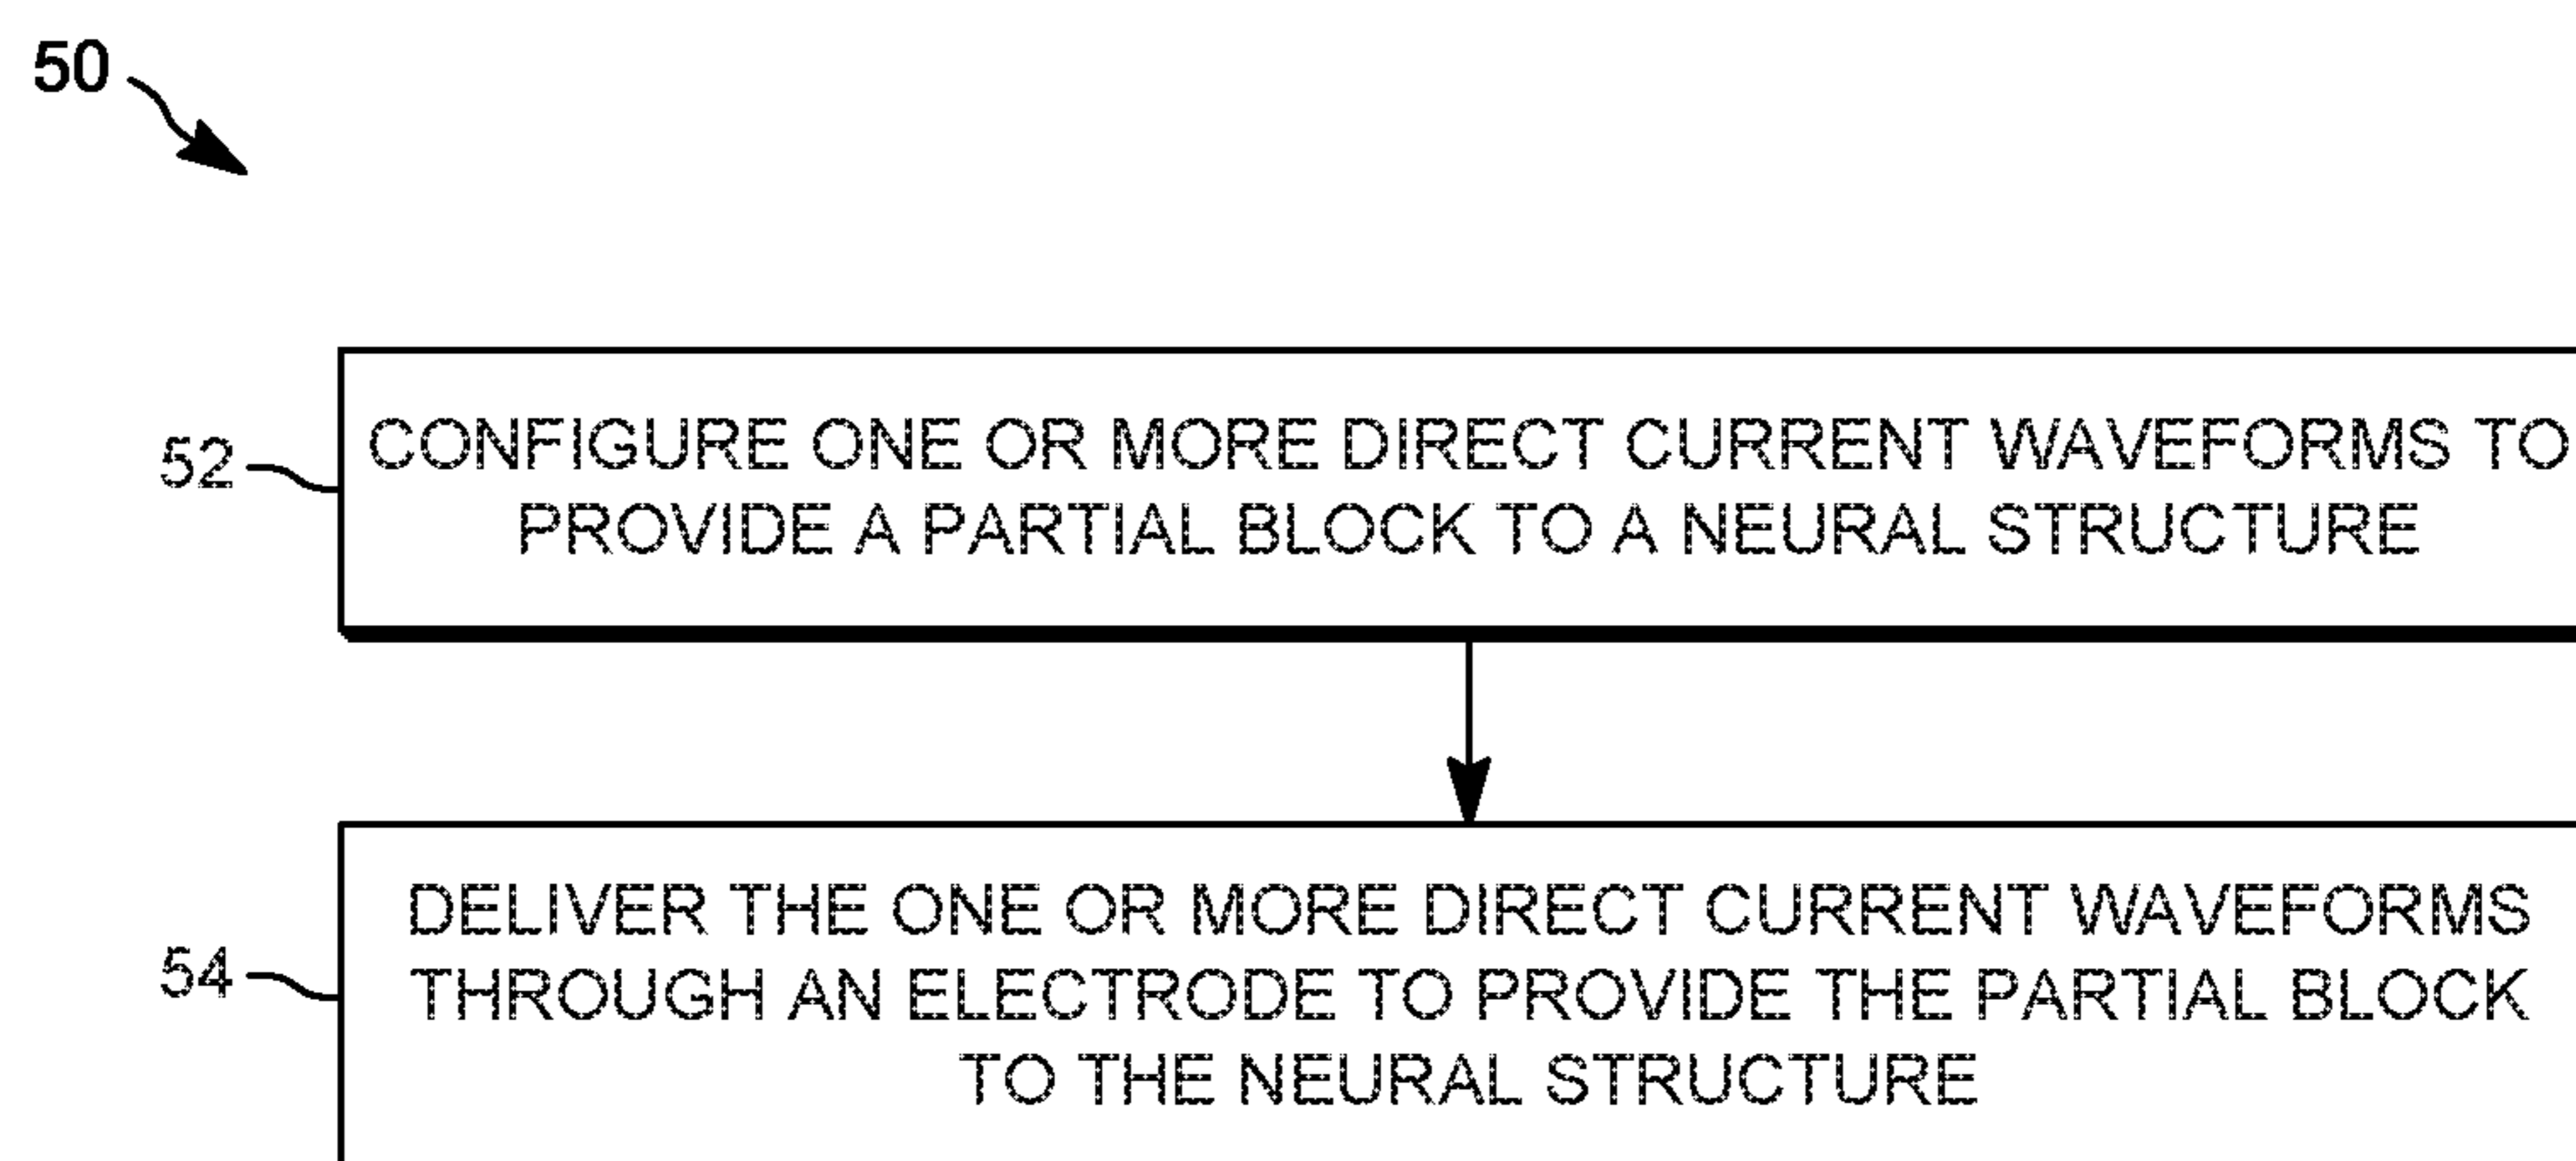 50
52
CONFIGURE ONE OR MORE DIRECT CURRENT WAVEFORMS TO
PROVIDE A PARTIAL BLOCK TO A NEURAL STRUCTURE
54
DELIVER THE ONE OR MORE DIRECT CURRENT WAVEFORMS
THROUGH AN ELECTRODE TO PROVIDE THE PARTIAL BLOCK
TO THE NEURAL STRUCTURE